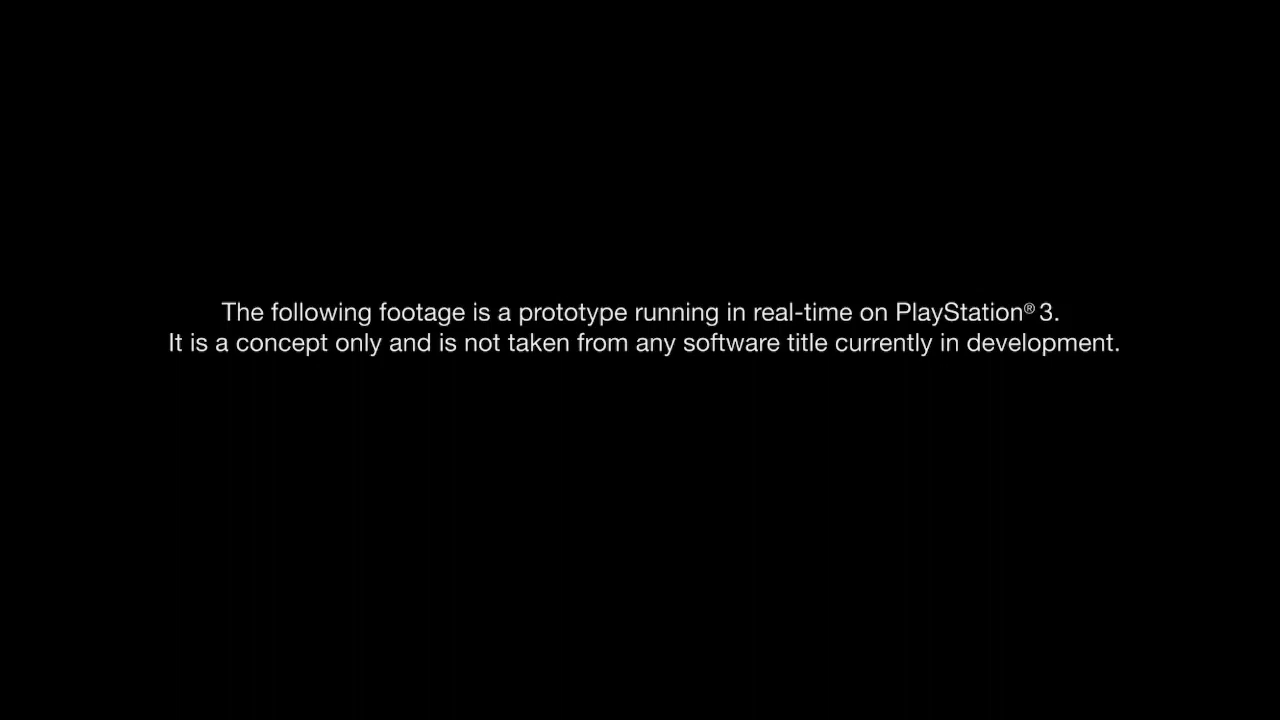 The following footage is a prototype running in real-time on PlayStation® 3.
It is a concept only and is not taken from any software title currently in development.